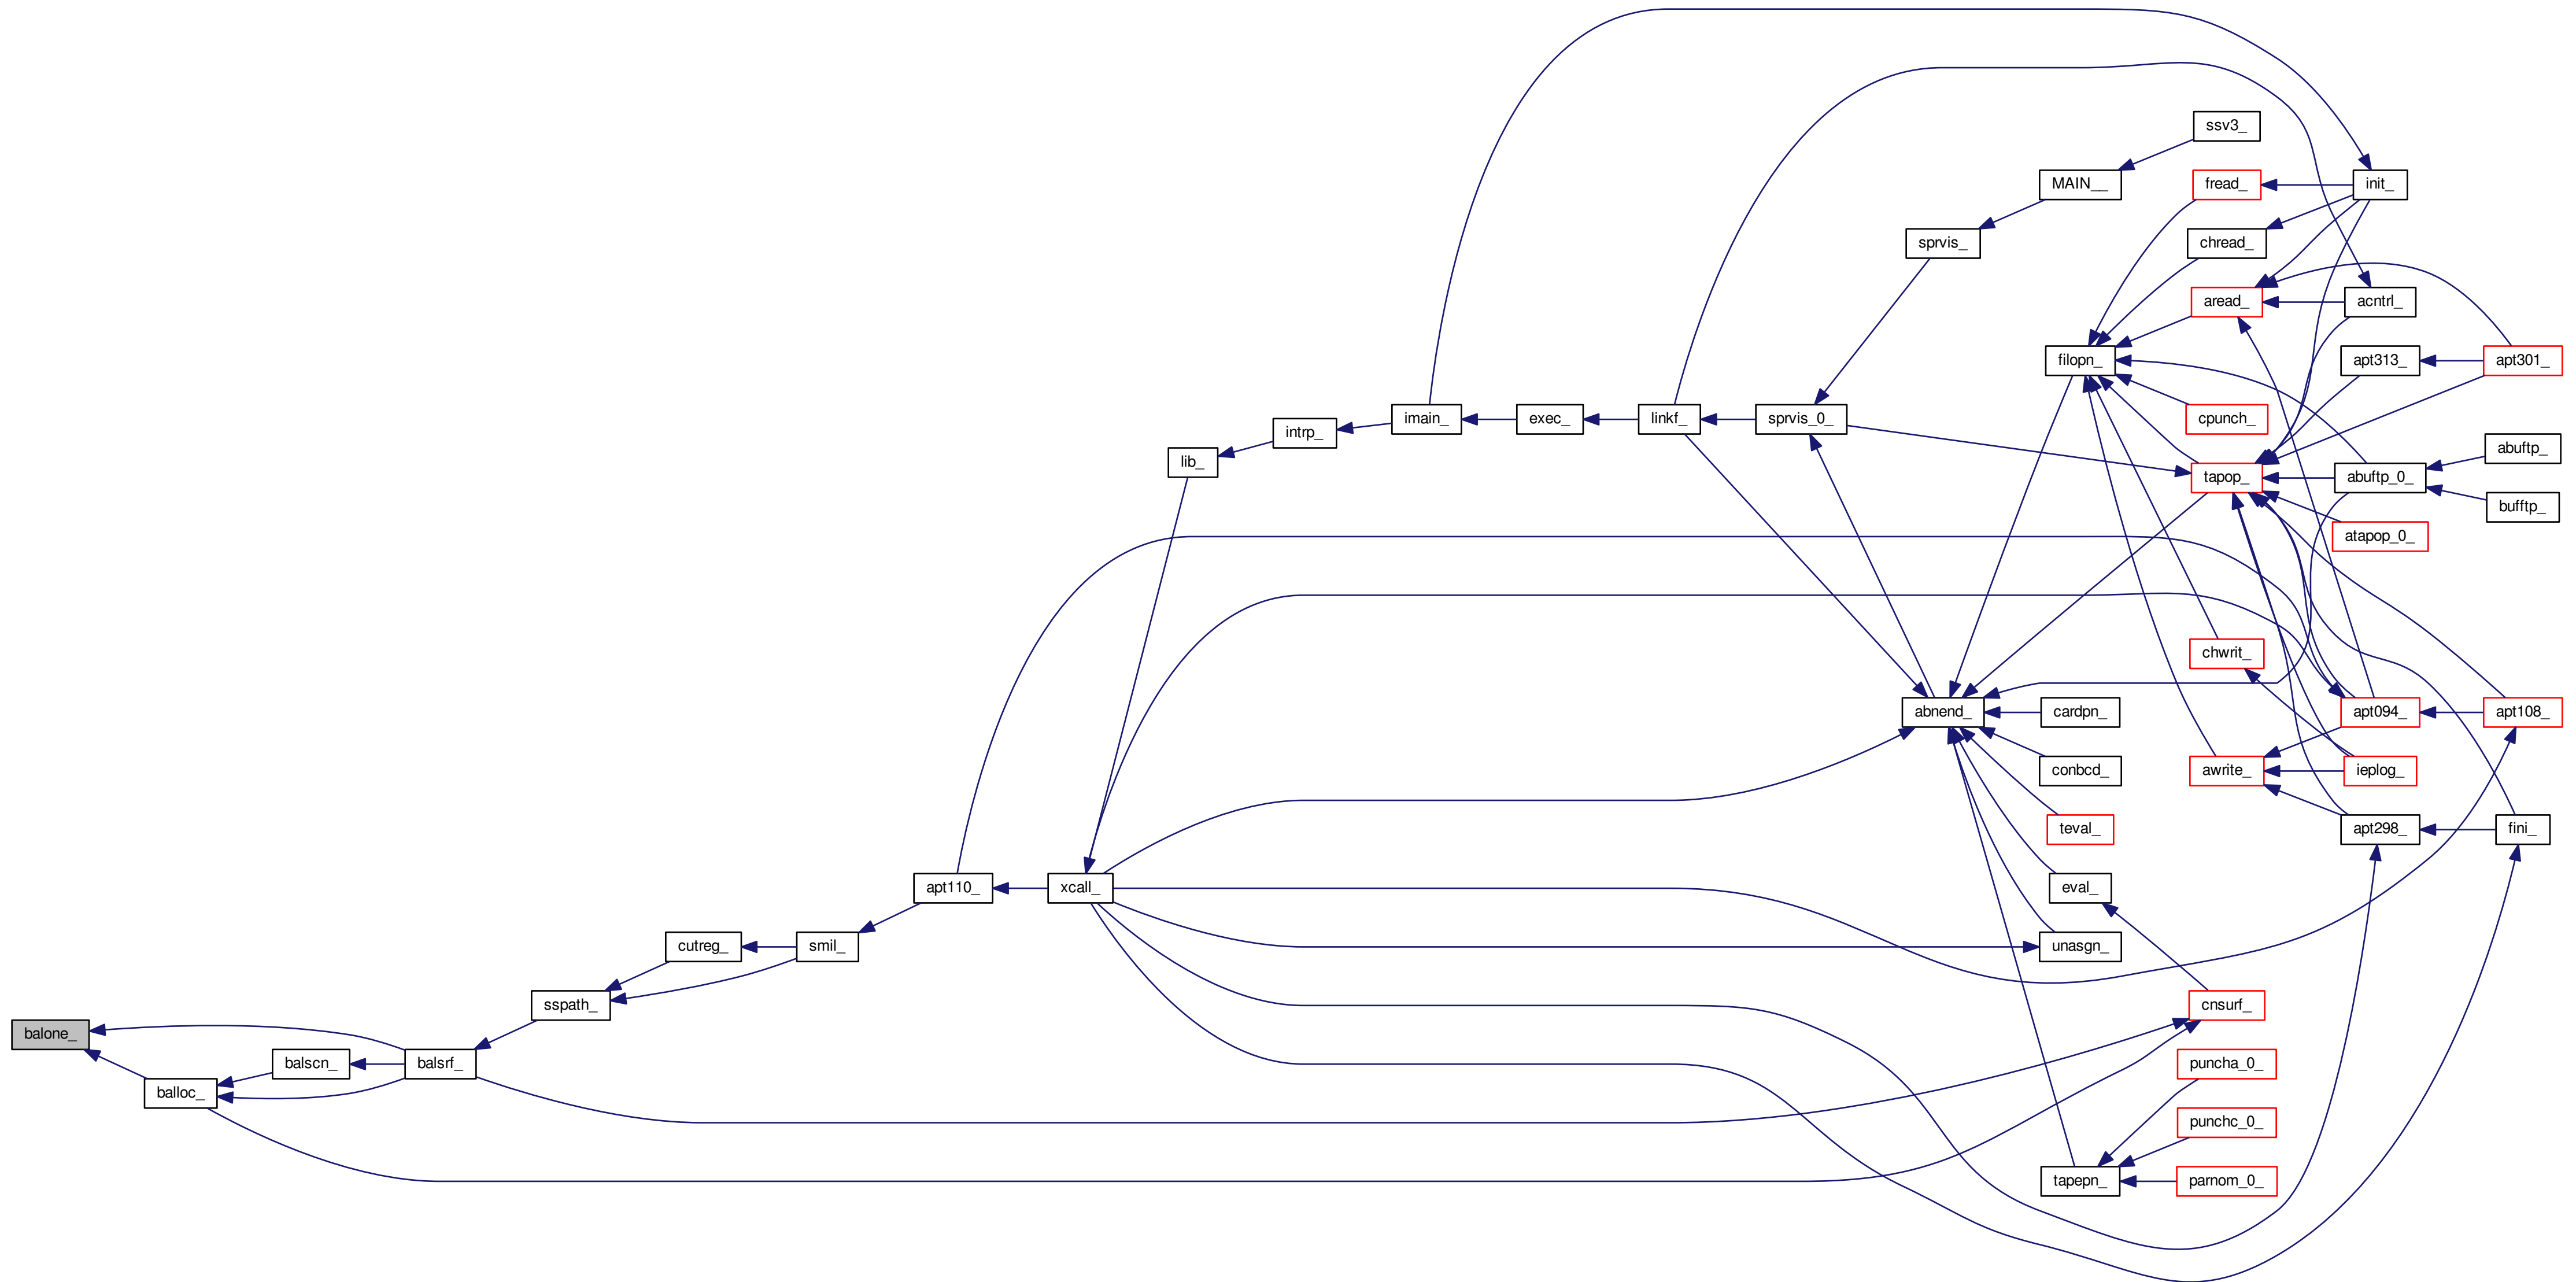 ssv3_
MAIN__
fread_
init_
sprvis_
chread_
aread_
acntrl_
filopn_
apt313_
apt301_
imain_
exec_
linkf_
sprvis_0_
cpunch_
intrp_
lib_
tapop_
abuftp_0_
abuftp_
bufftp_
atapop_0_
chwrit_
abnend_
cardpn_
apt094_
apt108_
conbcd_
awrite_
ieplog_
teval_
apt298_
fini_
apt110_
xcall_
eval_
cutreg_
smil_
unasgn_
sspath_
cnsurf_
balone_
balscn_
balsrf_
balloc_
puncha_0_
punchc_0_
tapepn_
parnom_0_